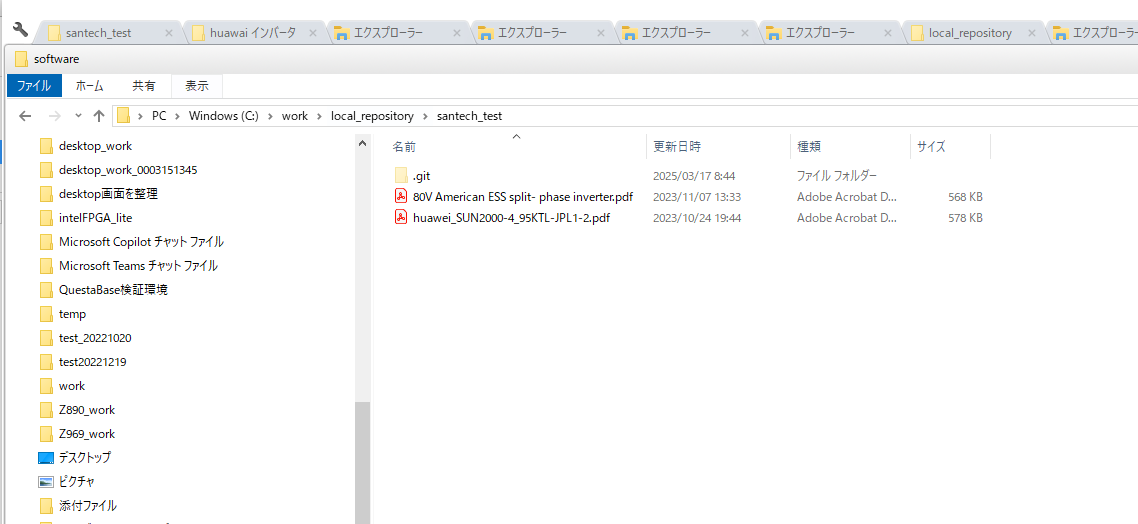 santech_test × huawai インバータ × エクスプローラー × エクスプローラー × エクスプローラー × エクスプローラー × local_repository × エクスプローラー
software
ファイル ホーム 共有 表示
PC > Windows (C:) > work > local_repository > santech_test
desktop_work
desktop_work_0003151345
desktop画面を整理
intelFPGA_lite
Microsoft Copilot チャット ファイル
Microsoft Teams チャット ファイル
QuestaBase検証環境
temp
test_20221020
test20221219
work
Z890_work
Z969_work
デスクトップ
ピクチャ
添付ファイル
名前 更新日時 種類 サイズ
.git 2025/03/17 8:44 ファイル フォルダー
80V American ESS split- phase inverter.pdf 2023/11/07 13:33 Adobe Acrobat D... 568 KB
huawei_SUN2000-4_95KTL-JPL1-2.pdf 2023/10/24 19:44 Adobe Acrobat D... 578 KB